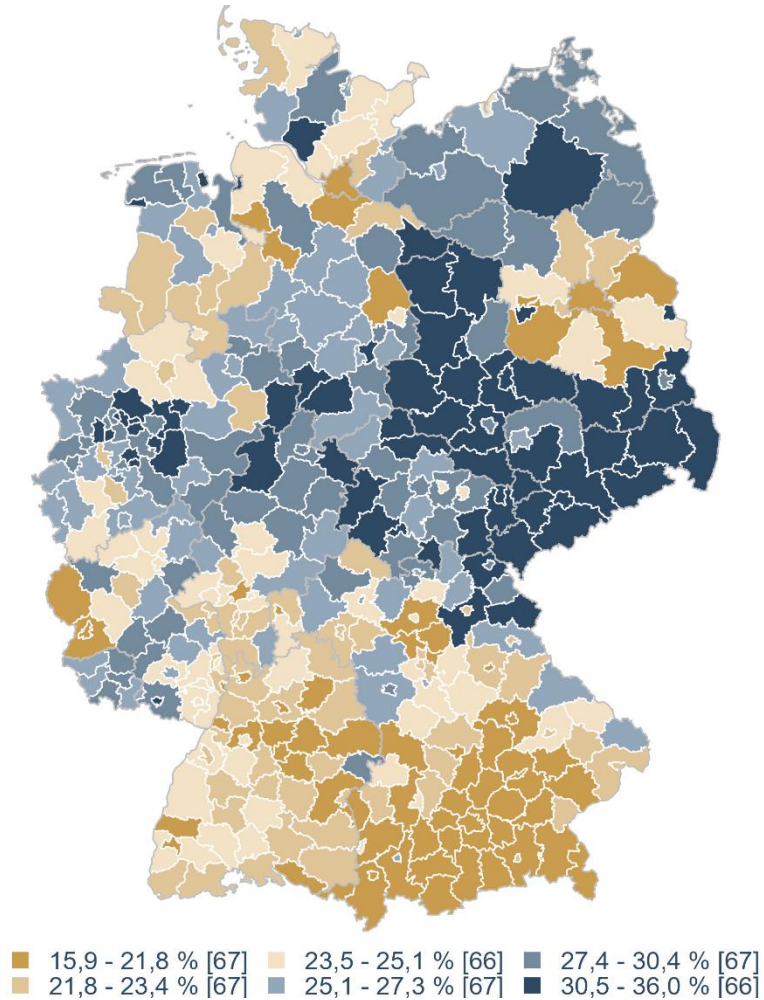 15,9 - 21,8 % [67] 23,5 - 25,1 % [66] 27,4 - 30,4 % [67]
21,8 - 23,4 % [67] 25,1 - 27,3 % [67] 30,5 - 36,0 % [66]